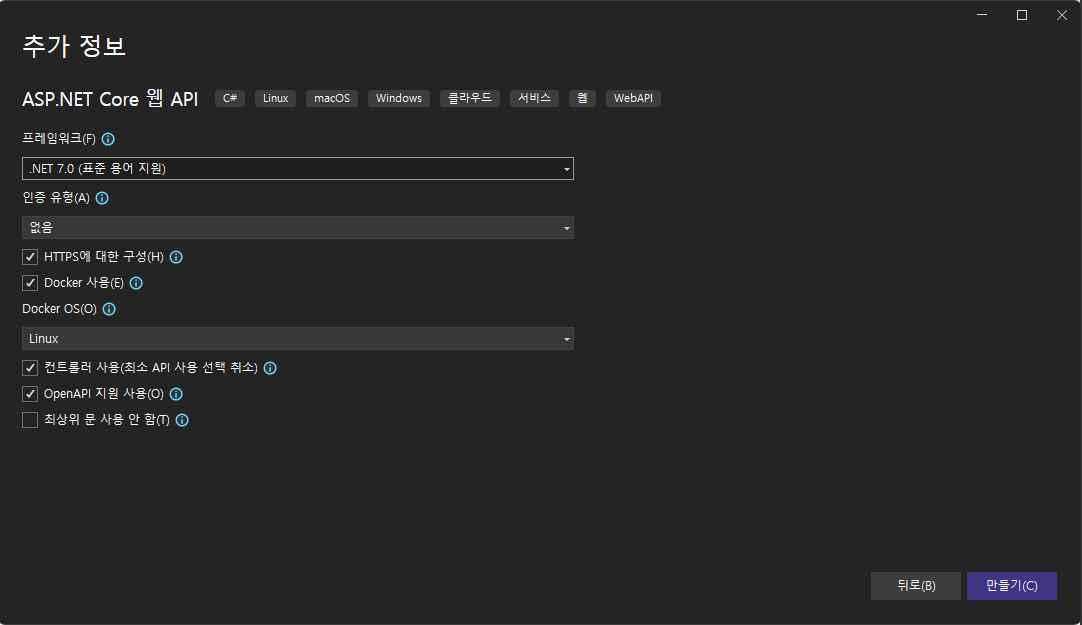 추가 정보
ASP.NET Core 웹 API C# Linux macOS Windows 클라우드 서비스 웹 WebAPI
프레임워크(F)
.NET 7.0 (표준 용어 지원)
인증 유형(A)
없음
HTTPS에 대한 구성(H)
Docker 사용(E)
Docker OS(O)
Linux
컨트롤러 사용(최소 API 사용 선택 취소)
OpenAPI 지원 사용(O)
최상위 문 사용 안 함(T)
뒤로(B) 만들기(C)